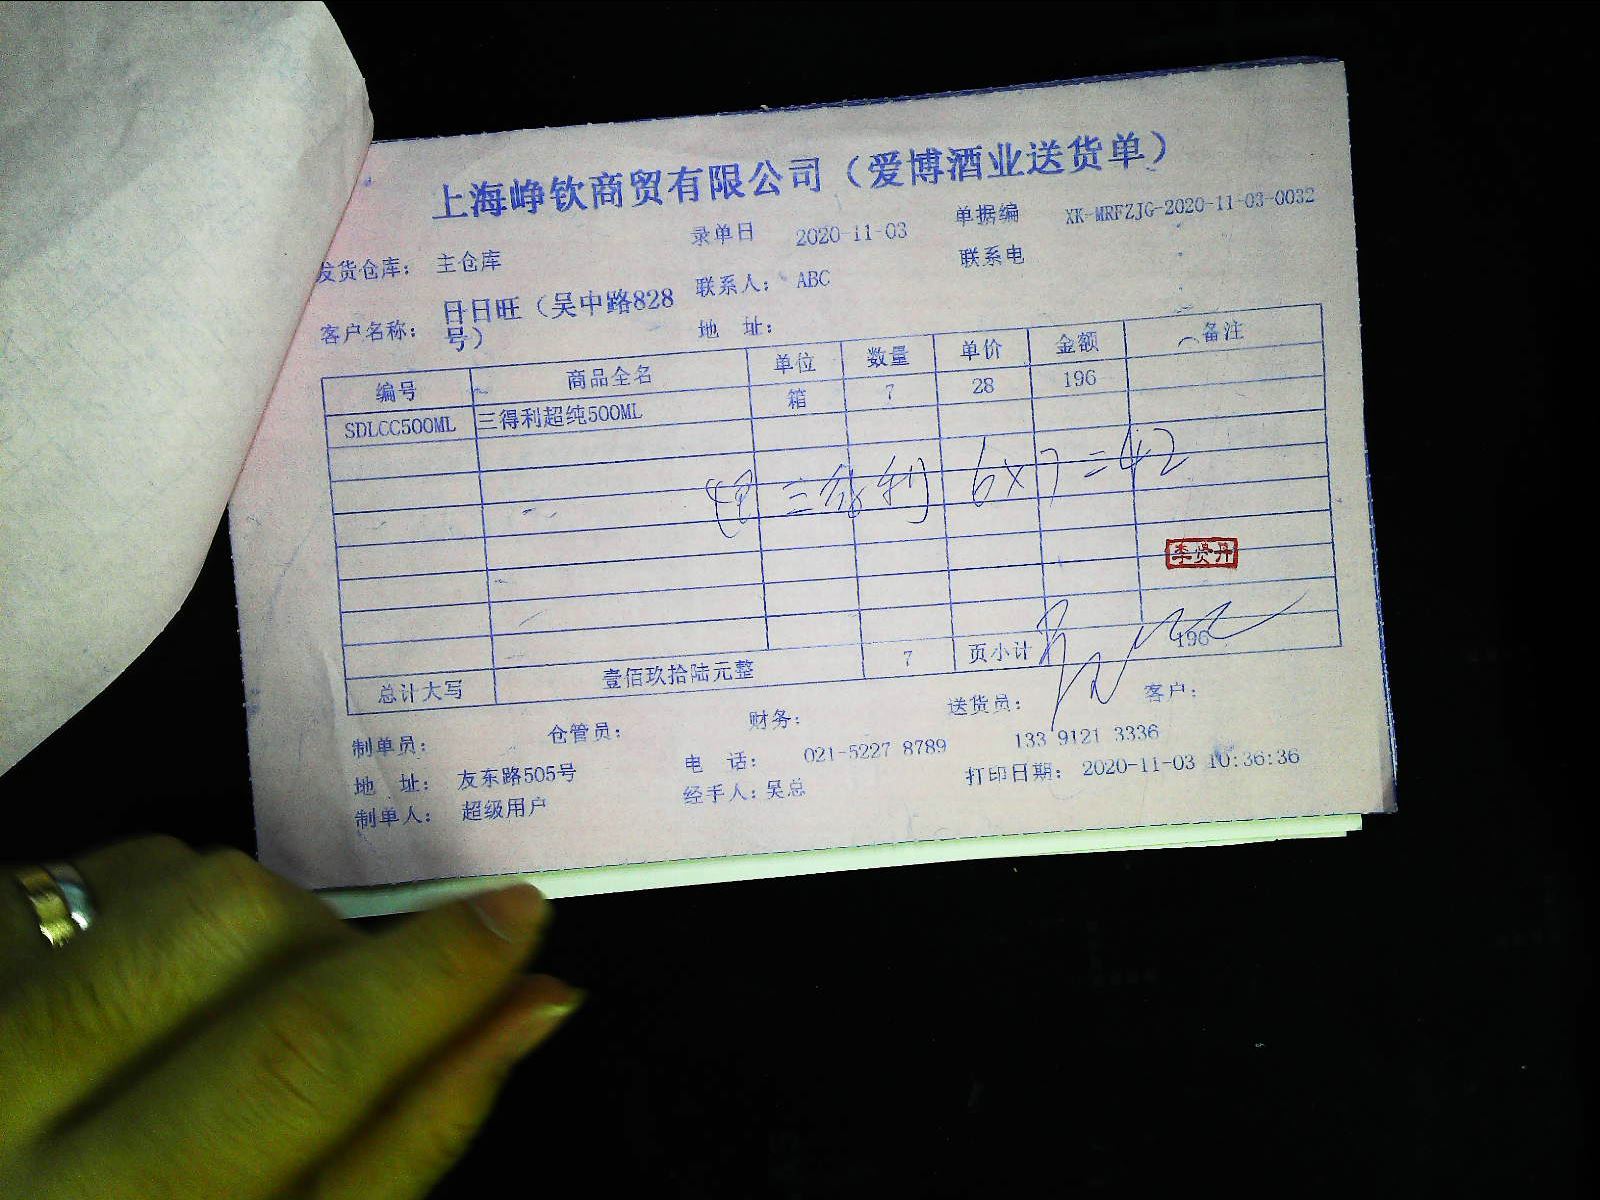 上海峥钦商贸有限公司（爱博酒业送货单）
录单日 2020-11-03 单据编 XK-MRFZJG-2020-11-03-0032
发货仓库： 主仓库 联系人： ABC 联系电
客户名称： 日日旺（吴中路828号） 地 址：
编号 商品全名 单位 数量 单价 金额 备注
SDLCC500ML 三得利超纯500ML 箱 7 28 196
三得利 6×7=42
李贤丹
总计大写 壹佰玖拾陆元整 7 页小计 196
制单员： 仓管员： 财务： 送货员： 客户：
地 址： 友东路505号 电 话： 021-5227 8789 133 9121 3336
制单人： 超级用户 经手人：吴总 打印日期： 2020-11-03 10:36:36